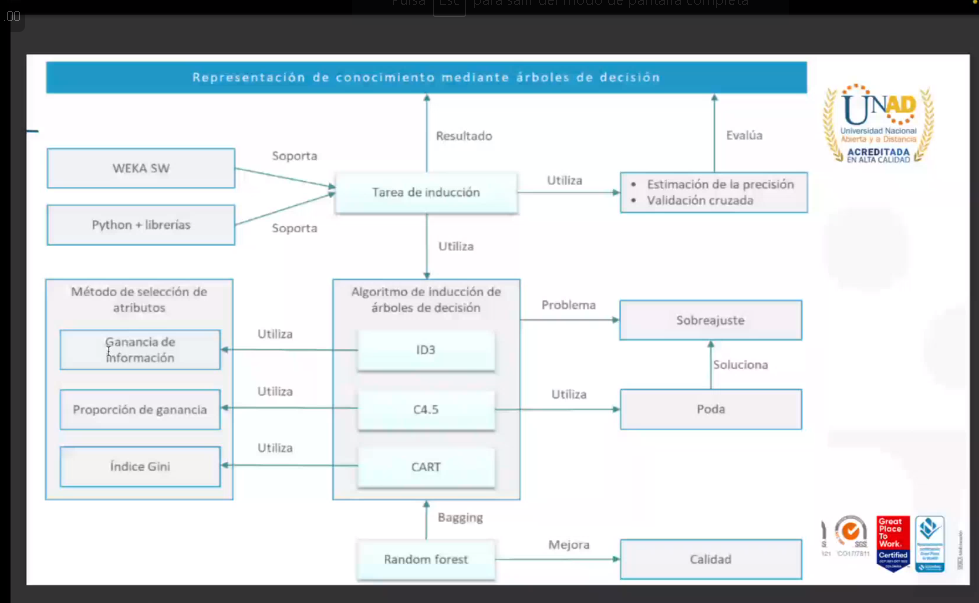 Pulsa Esc para salir del modo de pantalla completa
.00
Representación de conocimiento mediante árboles de decisión
UNAD
Universidad Nacional
Abierta y a Distancia
ACREDITADA
EN ALTA CALIDAD
Resultado
Evalúa
WEKA SW
Soporta
Tarea de inducción
Utiliza
• Estimación de la precisión
• Validación cruzada
Python + librerías
Soporta
Utiliza
Método de selección de
atributos
Algoritmo de inducción de
árboles de decisión
Problema
Sobreajuste
Ganancia de
información
Utiliza
ID3
Soluciona
Proporción de ganancia
Utiliza
C4.5
Utiliza
Poda
Índice Gini
Utiliza
CART
Bagging
Random forest
Mejora
Calidad
Great
Place
To
Work.
Certified